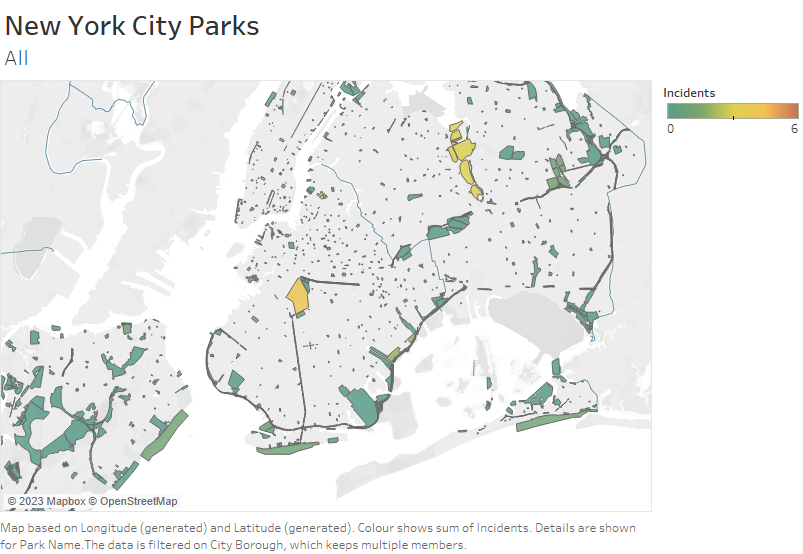 New York City Parks
All
Incidents
0 6
© 2023 Mapbox © OpenStreetMap
Map based on Longitude (generated) and Latitude (generated). Colour shows sum of Incidents. Details are shown
for Park Name.The data is filtered on City Borough, which keeps multiple members.